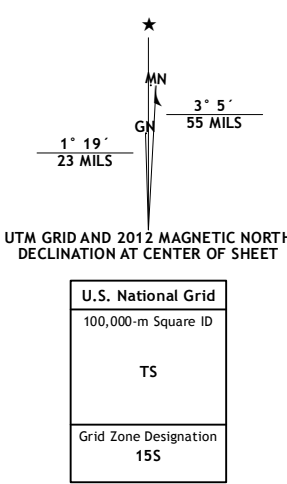 ★
MN
3° 5´
55 MILS
GN
1° 19´
23 MILS
UTM GRID AND 2012 MAGNETIC NORTH
DECLINATION AT CENTER OF SHEET
U.S. National Grid
100,000-m Square ID
TS
Grid Zone Designation
15S